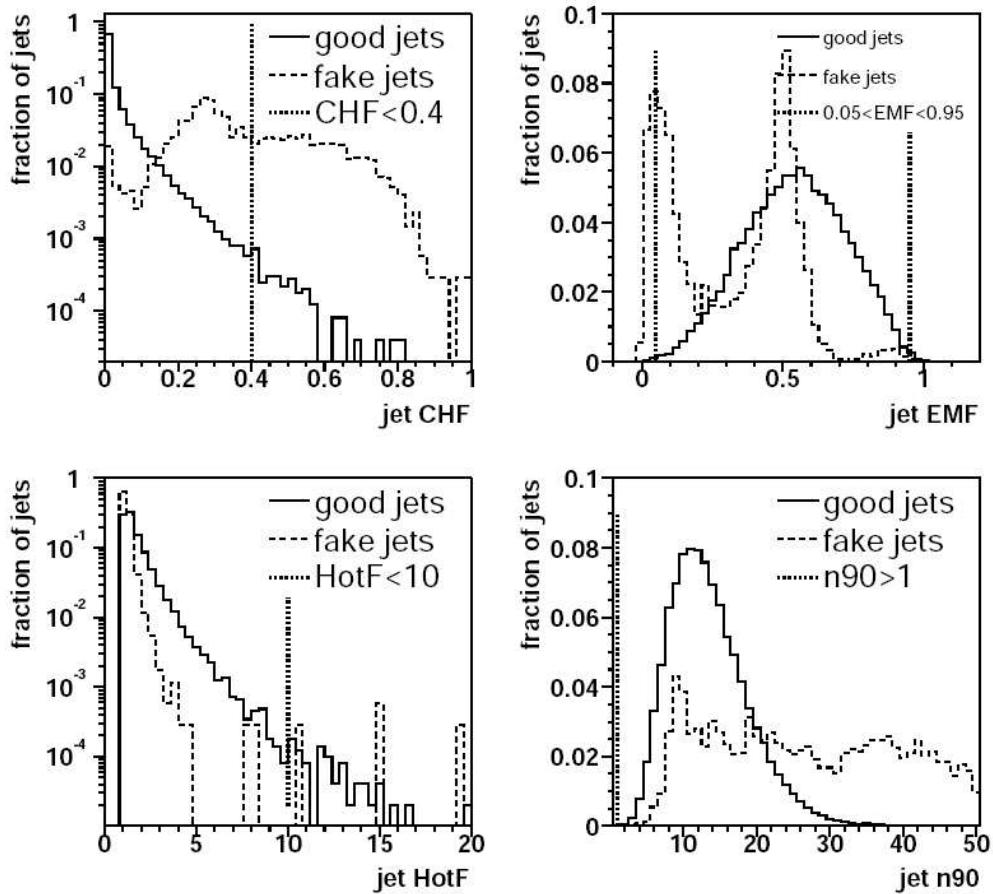 fraction of jets
1
10-1
10-2
10-3
10-4
good jets
fake jets
CHF<0.4
0 0.2 0.4 0.6 0.8 1
jet CHF
fraction of jets
0.1
0.08
0.06
0.04
0.02
0
good jets
fake jets
0.05<EMF<0.95
0 0.5 1
jet EMF
fraction of jets
1
10-1
10-2
10-3
10-4
good jets
fake jets
HotF<10
0 5 10 15 20
jet HotF
fraction of jets
0.1
0.08
0.06
0.04
0.02
0
good jets
fake jets
n90>1
10 20 30 40 50
jet n90